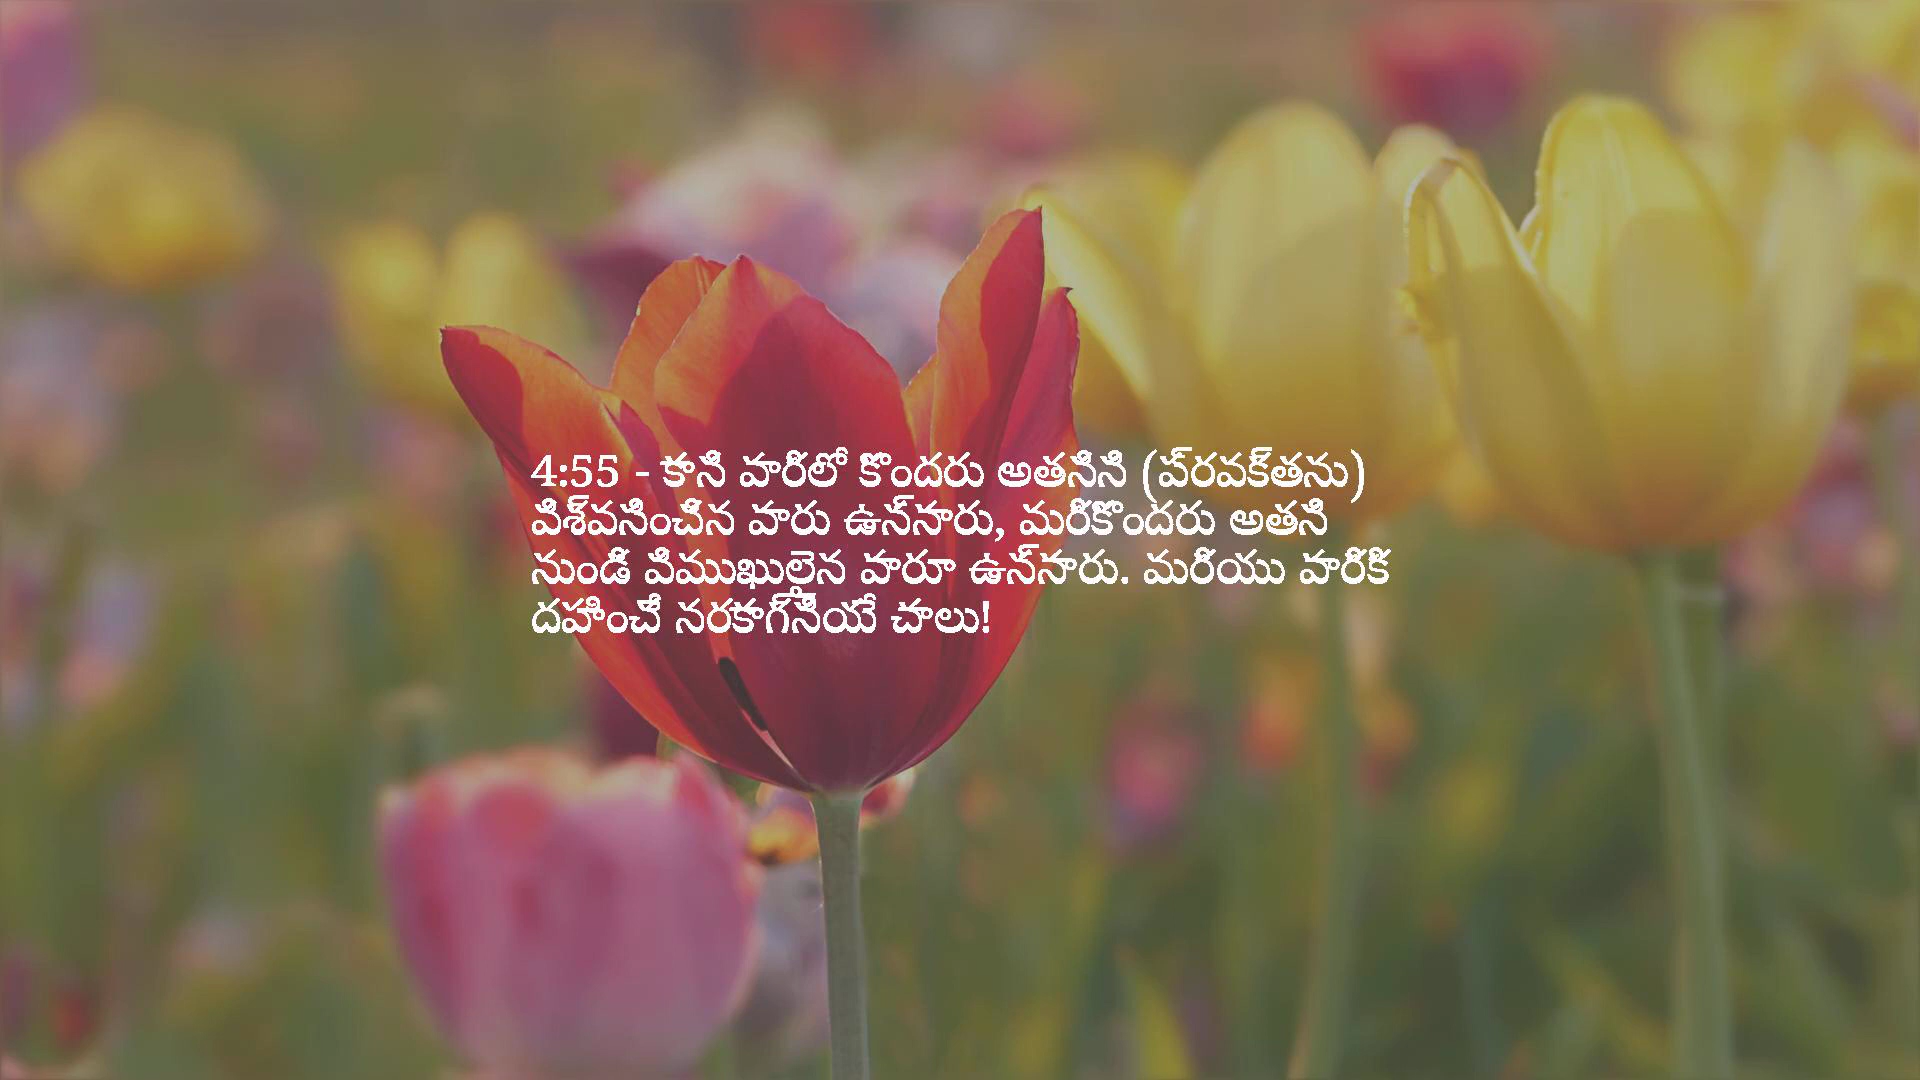 4:55 - కాని వారిలో కొందరు అతనిని (ప్రవక్తను)
విశ్వసించిన వారు ఉన్నారు, మరికొందరు అతని
నుండి విముఖులైన వారూ ఉన్నారు. మరియు వారికి
దహించే నరకాగ్నియే చాలు!